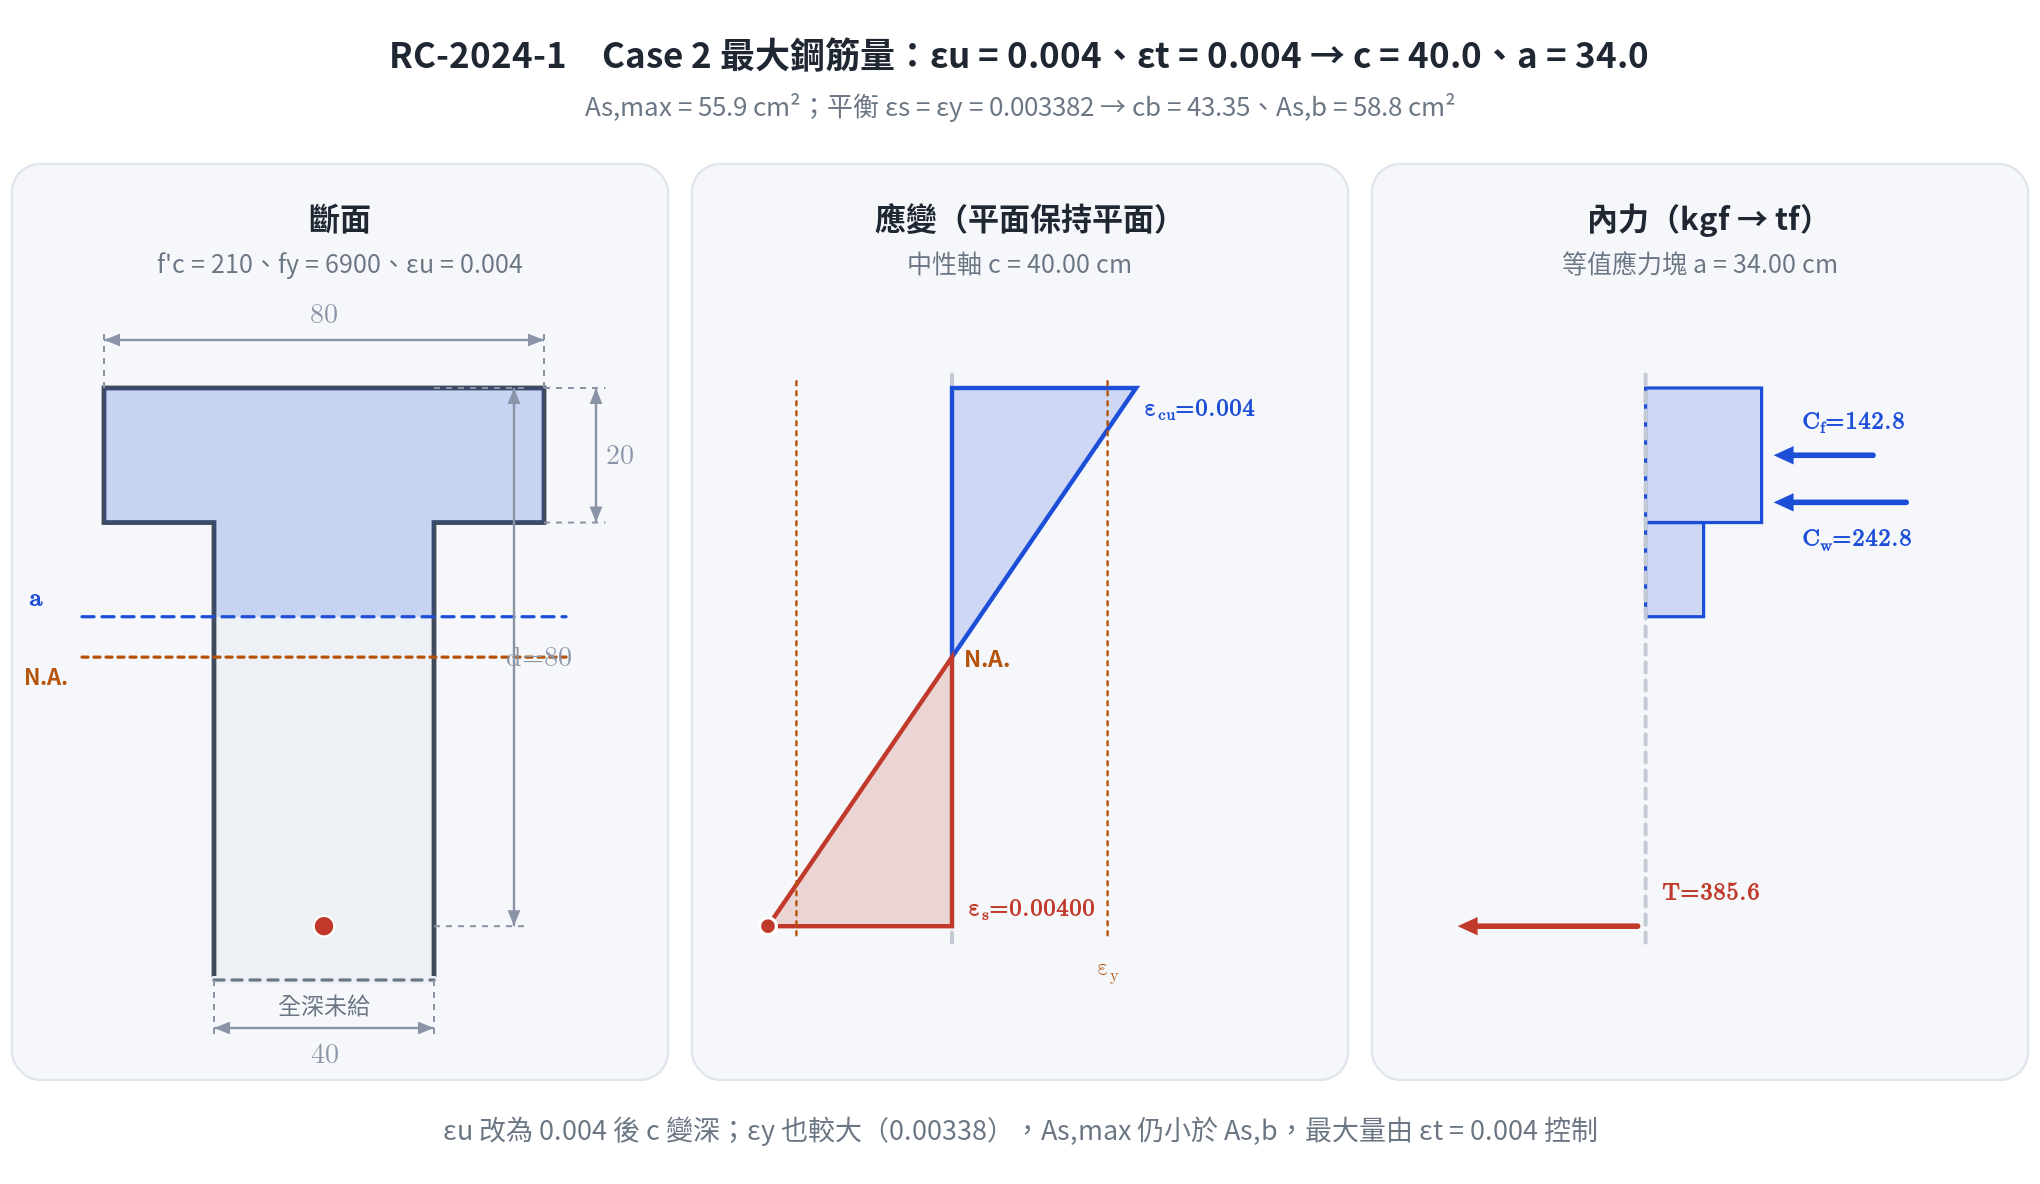 RC-2024-1　Case 2 最大鋼筋量：εu = 0.004、εt = 0.004 → c = 40.0、a = 34.0
As,max = 55.9 cm²；平衡 εs = εy = 0.003382 → cb = 43.35、As,b = 58.8 cm²
斷面
f'c = 210、fy = 6900、εu = 0.004
80
20
a
d=80
N.A.
全深未給
40
應變（平面保持平面）
中性軸 c = 40.00 cm
εcu=0.004
N.A.
εs=0.00400
εy
內力（kgf → tf）
等值應力塊 a = 34.00 cm
Cf=142.8
Cw=242.8
T=385.6
εu 改為 0.004 後 c 變深；εy 也較大（0.00338），As,max 仍小於 As,b，最大量由 εt = 0.004 控制